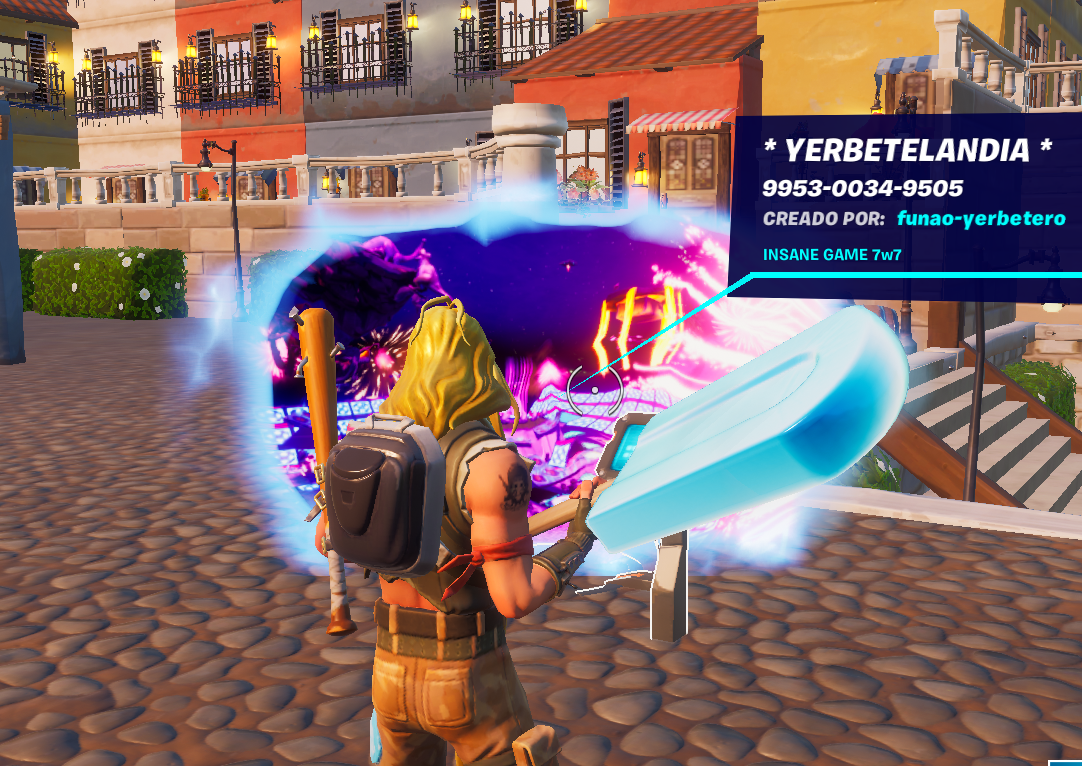 * YERBETELANDIA *
9953-0034-9505
CREADO POR: funao-yerbetero
INSANE GAME 7w7